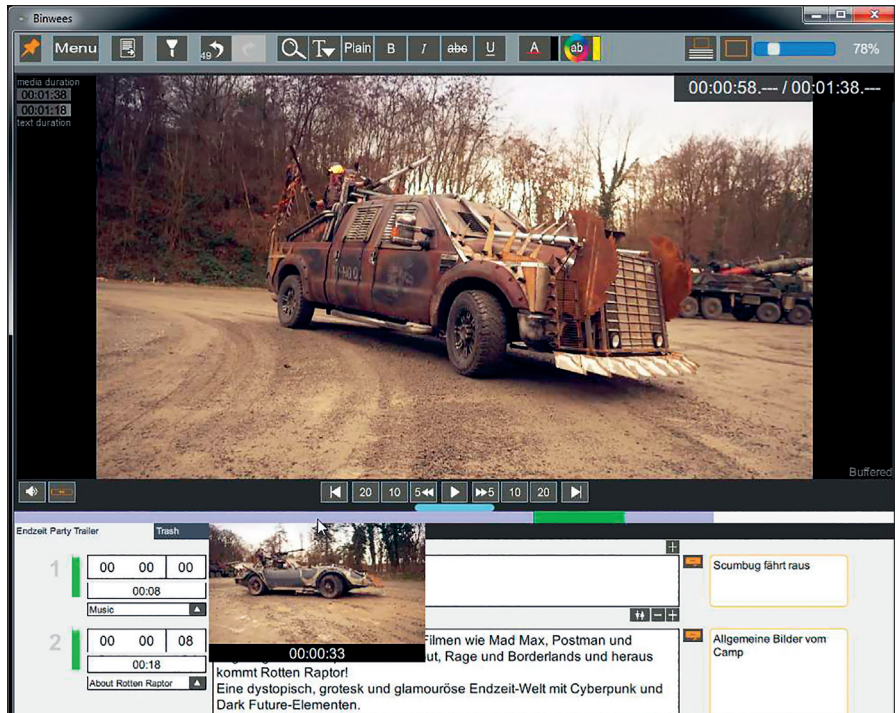 Binwees
Menu
49
Plain B I abc U A ab
78%
media duration
00:01:38
00:01:18
text duration
00:00:58.--- / 00:01:38.---
Buffered
20 10 5 5 10 20
Endzeit Party Trailer Trash
1
00 00 00
00:08
Music
Scumbug fährt raus
00:00:33
2
00 00 08
00:18
About Rotten Raptor
Filmen wie Mad Max, Postman und
Rage und Borderlands und heraus
kommt Rotten Raptor!
Eine dystopisch, grotesk und glamouröse Endzeit-Welt mit Cyberpunk und
Dark Future-Elementen.
Allgemeine Bilder vom
Camp